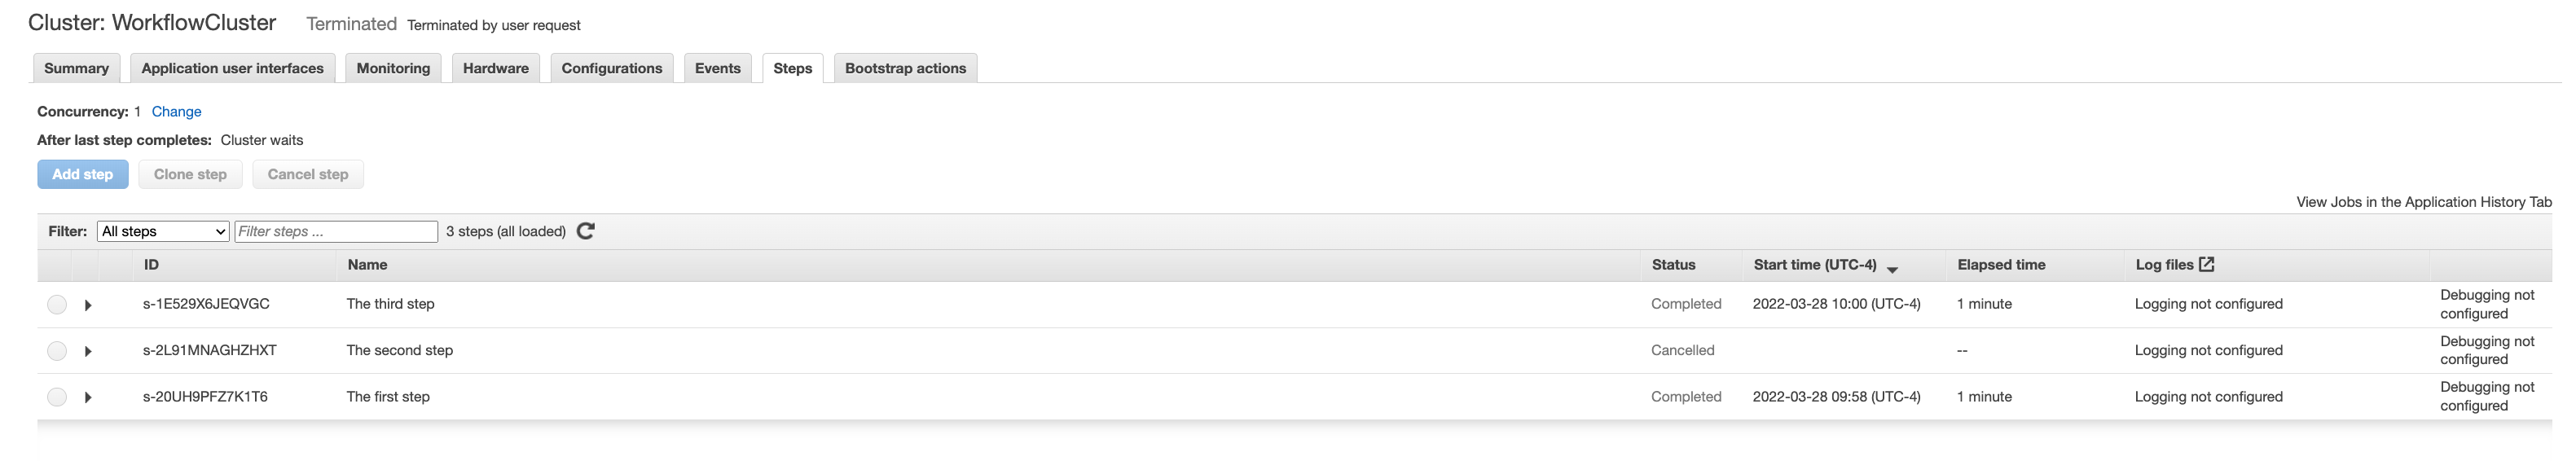 Cluster: WorkflowCluster Terminated Terminated by user request
Summary Application user interfaces Monitoring Hardware Configurations Events Steps Bootstrap actions
Concurrency: 1 Change
After last step completes: Cluster waits
Add step Clone step Cancel step
View Jobs in the Application History Tab
Filter: All steps Filter steps ... 3 steps (all loaded)
ID Name Status Start time (UTC-4) Elapsed time Log files
s-1E529X6JEQVGC The third step Completed 2022-03-28 10:00 (UTC-4) 1 minute Logging not configured Debugging not
configured
s-2L91MNAGHZHXT The second step Cancelled -- Logging not configured Debugging not
configured
s-20UH9PFZ7K1T6 The first step Completed 2022-03-28 09:58 (UTC-4) 1 minute Logging not configured Debugging not
configured